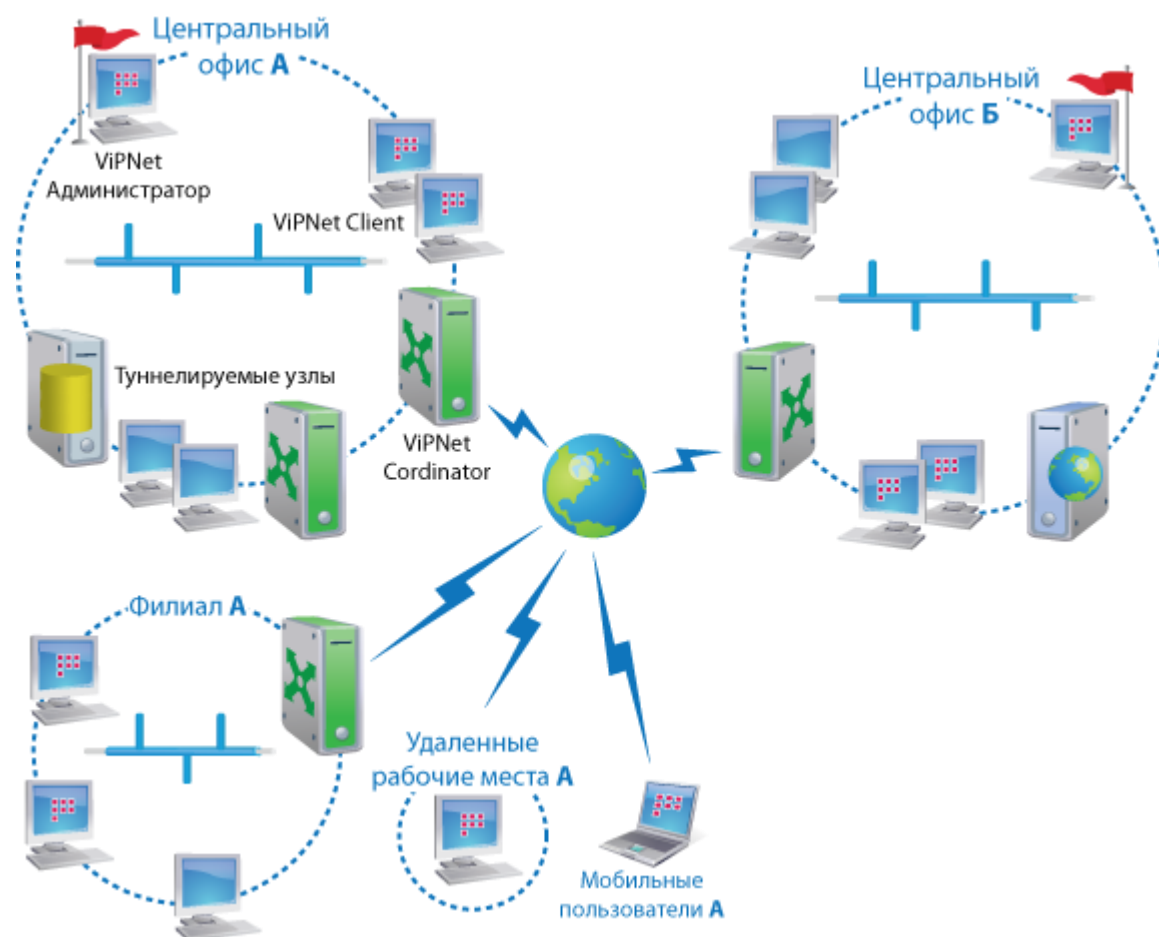 Центральный
офис А
ViPNet
Администратор
ViPNet Client
Туннелируемые узлы
ViPNet
Cordinator
Центральный
офис Б
Филиал А
Удаленные
рабочие места А
Мобильные
пользователи А